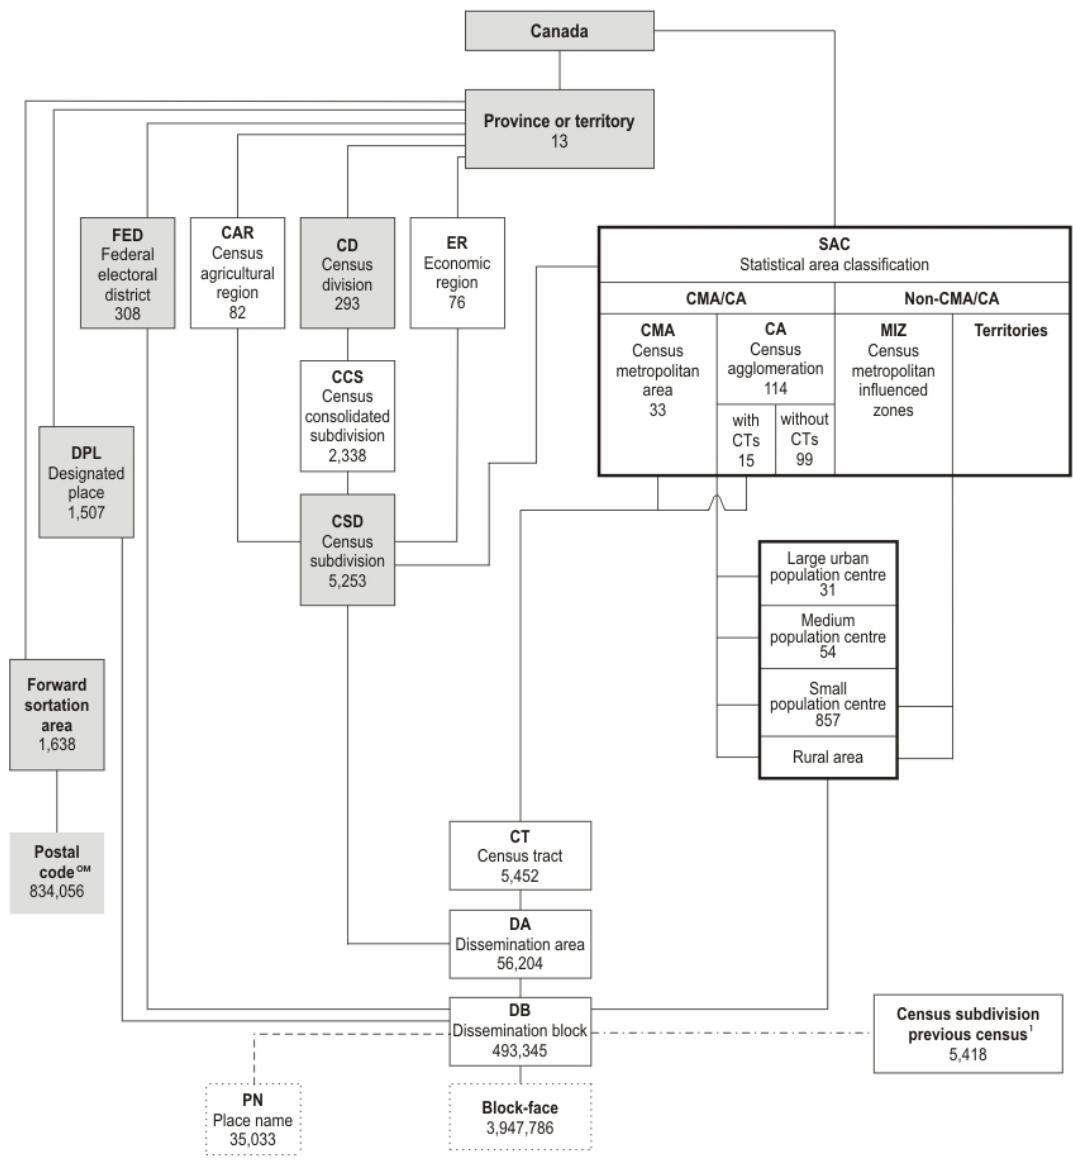 Canada
Province or territory
13
FED
Federal
electoral
district
308
CAR
Census
agricultural
region
82
CD
Census
division
293
ER
Economic
region
76
SAC
Statistical area classification
CMA/CA
Non-CMA/CA
CMA
Census
metropolitan
area
33
CA
Census
agglomeration
114
with
CTs
15
without
CTs
99
MIZ
Census
metropolitan
influenced
zones
Territories
CCS
Census
consolidated
subdivision
2,338
DPL
Designated
place
1,507
CSD
Census
subdivision
5,253
Large urban
population centre
31
Medium
population centre
54
Small
population centre
857
Rural area
Forward
sortation
area
1,638
Postal
code OM
834,056
CT
Census tract
5,452
DA
Dissemination area
56,204
DB
Dissemination block
493,345
Census subdivision
previous census 1
5,418
PN
Place name
35,033
Block-face
3,947,786